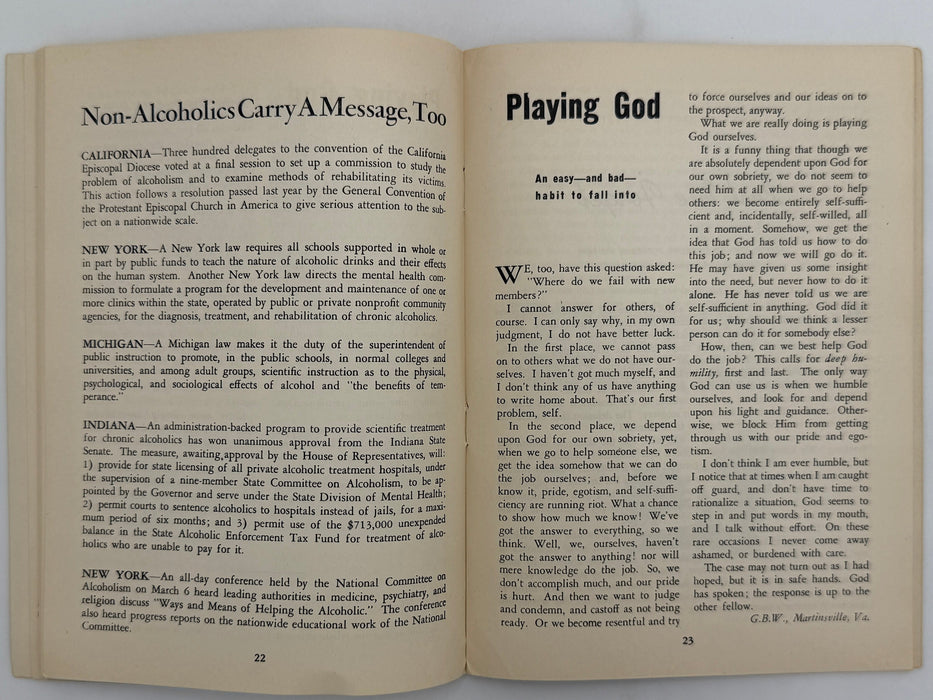 Non-Alcoholics Carry A Message, Too
CALIFORNIA—Three hundred delegates to the convention of the California
Episcopal Diocese voted at a final session to set up a commission to study the
problem of alcoholism and to examine methods of rehabilitating its victims.
This action follows a resolution passed last year by the General Convention of
the Protestant Episcopal Church in America to give serious attention to the sub-
ject on a nationwide scale.
NEW YORK—A New York law requires all schools supported in whole or
in part by public funds to teach the nature of alcoholic drinks and their effects
on the human system. Another New York law directs the mental health com-
mission to formulate a program for the development and maintenance of one or
more clinics within the state, operated by public or private nonprofit community
agencies, for the diagnosis, treatment, and rehabilitation of chronic alcoholics.
MICHIGAN—A Michigan law makes it the duty of the superintendent of
public instruction to promote, in the public schools, in normal colleges and
universities, and among adult groups, scientific instruction as to the physical,
psychological, and sociological effects of alcohol and "the benefits of tem-
perance."
INDIANA—An administration-backed program to provide scientific treatment
for chronic alcoholics has won unanimous approval from the Indiana State
Senate. The measure, awaiting approval by the House of Representatives, will:
1) provide for state licensing of all private alcoholic treatment hospitals, under
the supervision of a nine-member State Committee on Alcoholism, to be ap-
pointed by the Governor and serve under the State Division of Mental Health;
2) permit courts to sentence alcoholics to hospitals instead of jails, for a maxi-
mum period of six months; and 3) permit use of the $713,000 unexpended
balance in the State Alcoholic Enforcement Tax Fund for treatment of alco-
holics who are unable to pay for it.
NEW YORK—An all-day conference held by the National Committee on
Alcoholism on March 6 heard leading authorities in medicine, psychiatry, and
religion discuss "Ways and Means of Helping the Alcoholic." The conference
also heard progress reports on the nationwide educational work of the National
Committee.
22
Playing God
An easy—and bad—
habit to fall into
WE, too, have this question asked:
"Where do we fail with new
members?"
I cannot answer for others, of
course. I can only say why, in my own
judgment, I do not have better luck.
In the first place, we cannot pass
on to others what we do not have our-
selves. I haven't got much myself, and
I don't think any of us have anything
to write home about. That's our first
problem, self.
In the second place, we depend
upon God for our own sobriety, yet,
when we go to help someone else, we
get the idea somehow that we can do
the job ourselves; and, before we
know it, pride, egotism, and self-suffi-
ciency are running riot. What a chance
to show how much we know! We've
got the answer to everything, so we
think. Well, we, ourselves, haven't
got the answer to anything! nor will
mere knowledge do the job. So, we
don't accomplish much, and our pride
is hurt. And then we want to judge
and condemn, and castoff as not being
ready. Or we become resentful and try
to force ourselves and our ideas on to
the prospect, anyway.
What we are really doing is playing
God ourselves.
It is a funny thing that though we
are absolutely dependent upon God for
our own sobriety, we do not seem to
need him at all when we go to help
others: we become entirely self-suffi-
cient and, incidentally, self-willed, all
in a moment. Somehow, we get the
idea that God has told us how to do
this job; and now we will go do it.
He may have given us some insight
into the need, but never how to do it
alone. He has never told us we are
self-sufficient in anything. God did it
for us; why should we think a lesser
person can do it for somebody else?
How, then, can we best help God
do the job? This calls for deep hu-
mility, first and last. The only way
God can use us is when we humble
ourselves, and look for and depend
upon his light and guidance. Other-
wise, we block Him from getting
through us with our pride and ego-
tism.
I don't think I am ever humble, but
I notice that at times when I am caught
off guard, and don't have time to
rationalize a situation, God seems to
step in and put words in my mouth,
and I talk without effort. On these
rare occasions I never come away
ashamed, or burdened with care.
The case may not turn out as I had
hoped, but it is in safe hands. God
has spoken; the response is up to the
other fellow.
G.B.W., Martinsville, Va.
23